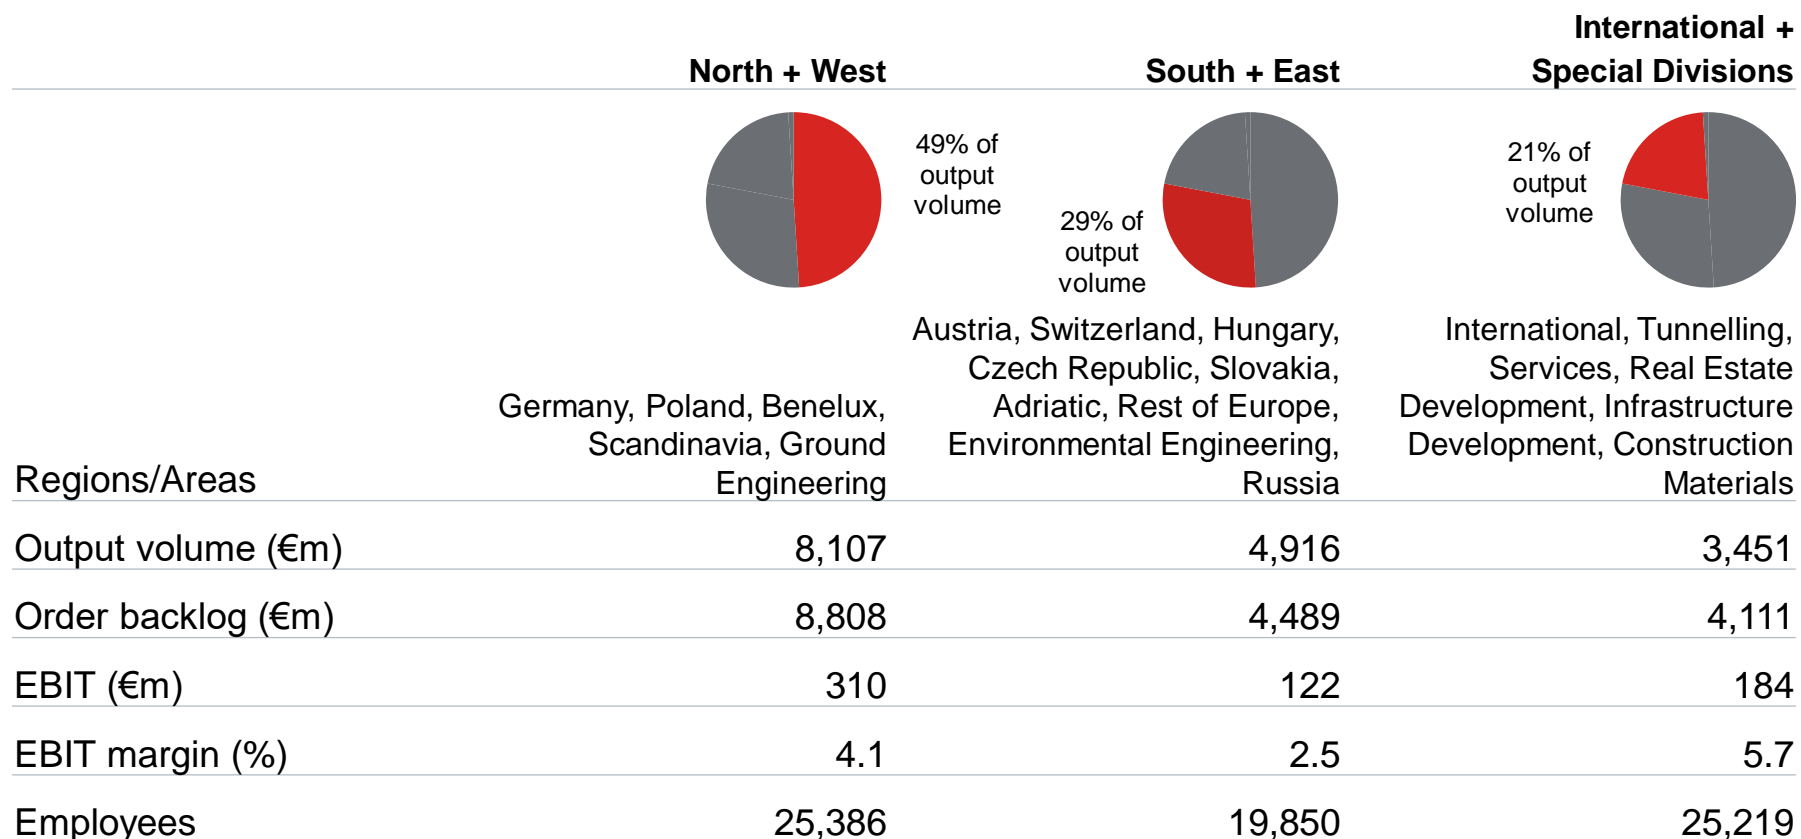 International +
North + West South + East Special Divisions
49% of
output
volume
29% of
output
volume
21% of
output
volume
Regions/Areas
Germany, Poland, Benelux,
Scandinavia, Ground
Engineering
Austria, Switzerland, Hungary,
Czech Republic, Slovakia,
Adriatic, Rest of Europe,
Environmental Engineering,
Russia
International, Tunnelling,
Services, Real Estate
Development, Infrastructure
Development, Construction
Materials
Output volume (€m) 8,107 4,916 3,451
Order backlog (€m) 8,808 4,489 4,111
EBIT (€m) 310 122 184
EBIT margin (%) 4.1 2.5 5.7
Employees 25,386 19,850 25,219